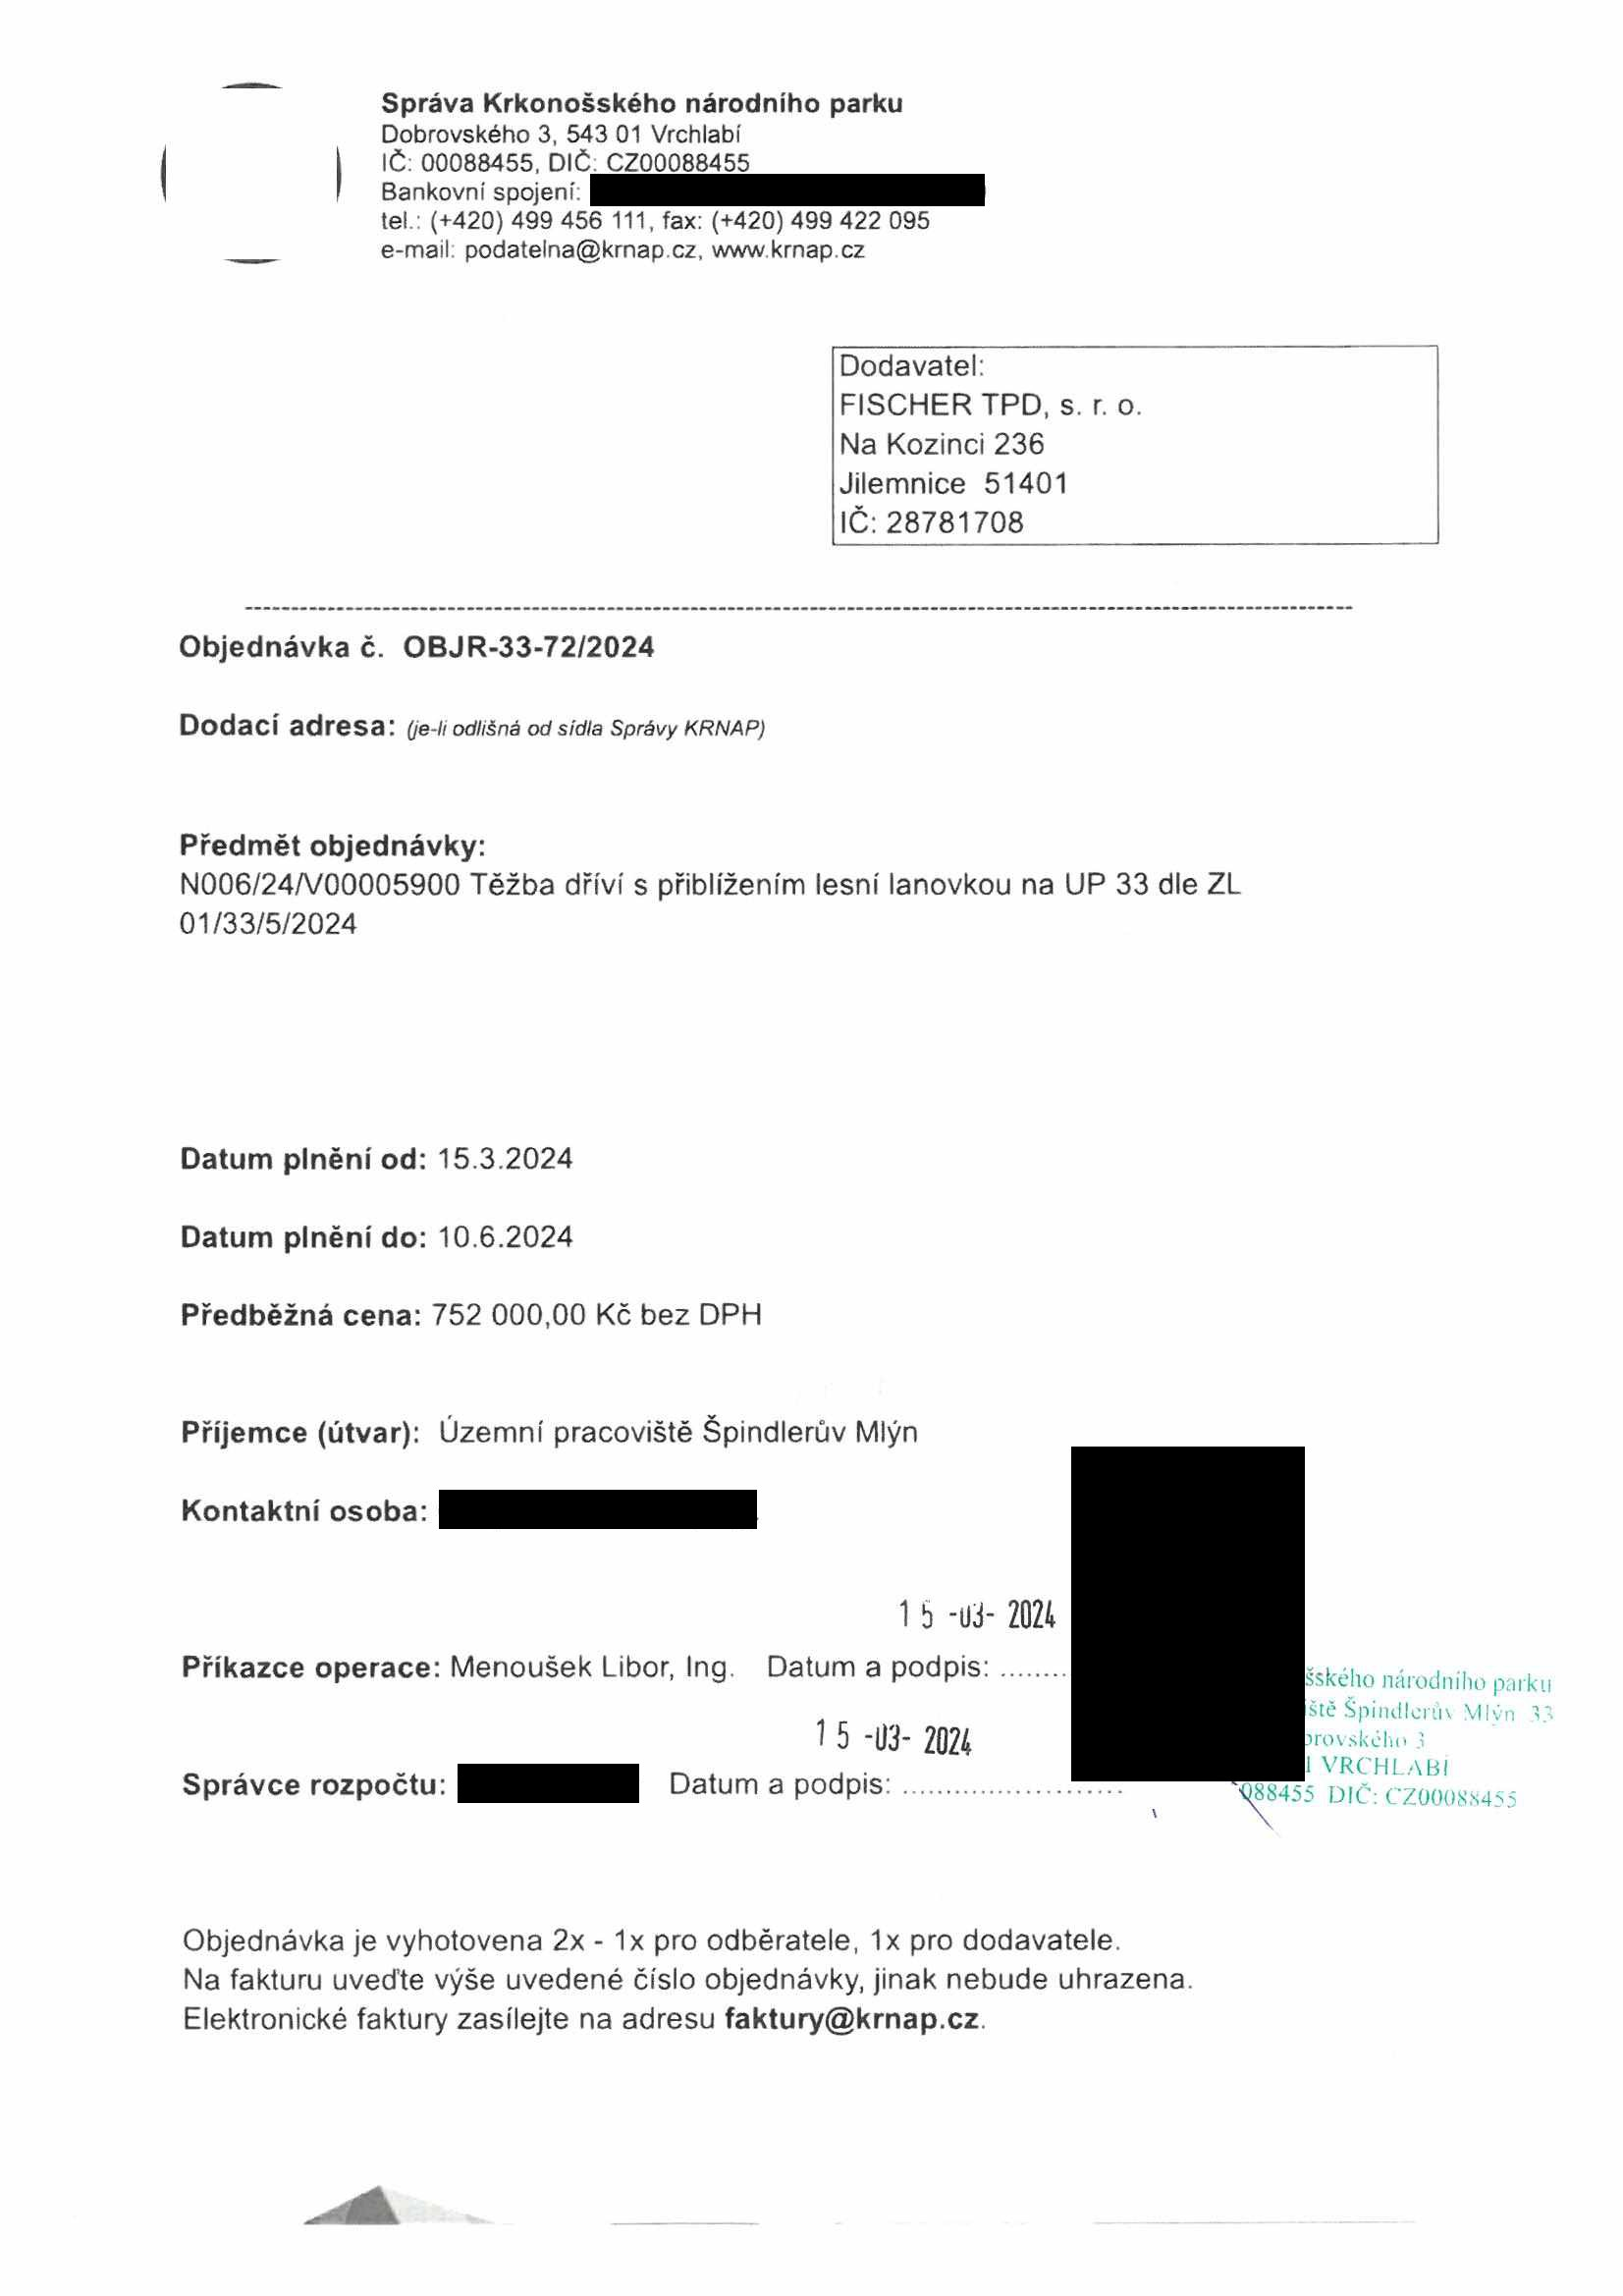 Správa Krkonošského národního parku
Dobrovského 3, 543 01 Vrchlabí
IČ: 00088455, DIČ: CZ00088455
Bankovní spojení:
tel.: (+420) 499 456 111, fax: (+420) 499 422 095
e-mail: podatelna@krnap.cz, www.krnap.cz
Dodavatel:
FISCHER TPD, s. r. o.
Na Kozinci 236
Jilemnice 51401
IČ: 28781708
Objednávka č. OBJR-33-72/2024
Dodací adresa: (je-li odlišná od sídla Správy KRNAP)
Předmět objednávky:
N006/24/V00005900 Těžba dříví s přiblížením lesní lanovkou na UP 33 dle ZL
01/33/5/2024
Datum plnění od: 15.3.2024
Datum plnění do: 10.6.2024
Předběžná cena: 752 000,00 Kč bez DPH
Příjemce (útvar): Územní pracoviště Špindlerův Mlýn
Kontaktní osoba:
15 -03- 2024
Příkazce operace: Menoušek Libor, Ing. Datum a podpis: ........
šského národního parku
iště Špindlerův Mlýn 33
brovského 3
1 VRCHLABÍ
088455 DIČ: CZ00088455
15 -03- 2024
Správce rozpočtu: Datum a podpis: ........................
Objednávka je vyhotovena 2x - 1x pro odběratele, 1x pro dodavatele.
Na fakturu uveďte výše uvedené číslo objednávky, jinak nebude uhrazena.
Elektronické faktury zasílejte na adresu faktury@krnap.cz.